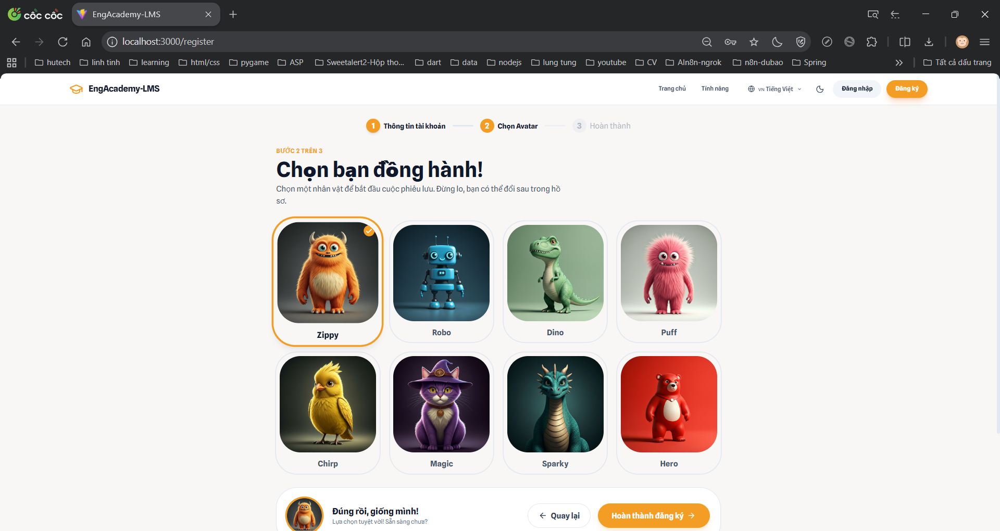 cốc cốc
EngAcademy-LMS
localhost:3000/register
hutech
linh tinh
learning
html/css
pygame
ASP
Sweetalert2-Hộp tho...
dart
data
nodejs
lung tung
youtube
CV
AIn8n-ngrok
n8n-dubao
Spring
Tất cả dấu trang
EngAcademy-LMS
Trang chủ
Tính năng
VN Tiếng Việt
Đăng nhập
Đăng ký
1 Thông tin tài khoản
2 Chọn Avatar
3 Hoàn thành
BƯỚC 2 TRÊN 3
Chọn bạn đồng hành!
Chọn một nhân vật để bắt đầu cuộc phiêu lưu. Đừng lo, bạn có thể đổi sau trong hồ
sơ.
Zippy
Robo
Dino
Puff
Chirp
Magic
Sparky
Hero
Đúng rồi, giống mình!
Lựa chọn tuyệt vời! Sẵn sàng chưa?
Quay lại
Hoàn thành đăng ký